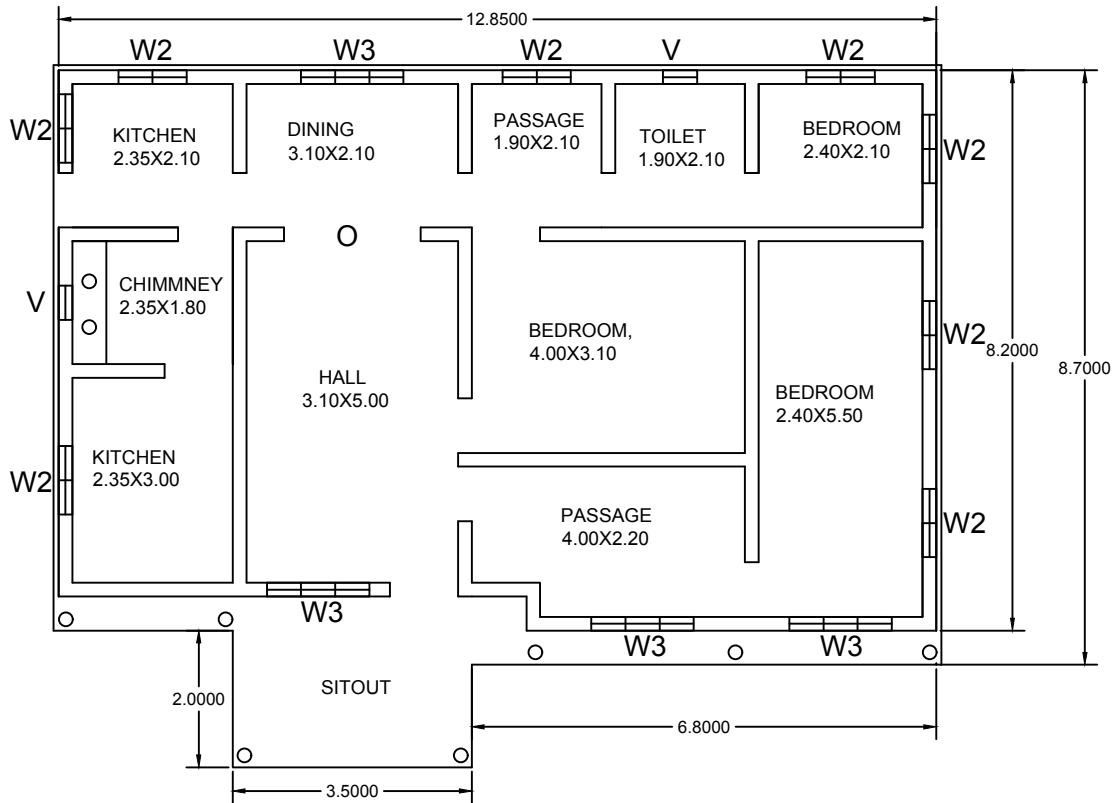 12.8500
W2
W3
W2
V
W2
W2
KITCHEN
2.35X2.10
DINING
3.10X2.10
PASSAGE
1.90X2.10
TOILET
1.90X2.10
BEDROOM
2.40X2.10
W2
O
V
CHIMMNEY
2.35X1.80
BEDROOM,
4.00X3.10
W2
8.2000
8.7000
HALL
3.10X5.00
BEDROOM
2.40X5.50
W2
KITCHEN
2.35X3.00
PASSAGE
4.00X2.20
W2
W3
W3
W3
SITOUT
2.0000
6.8000
3.5000